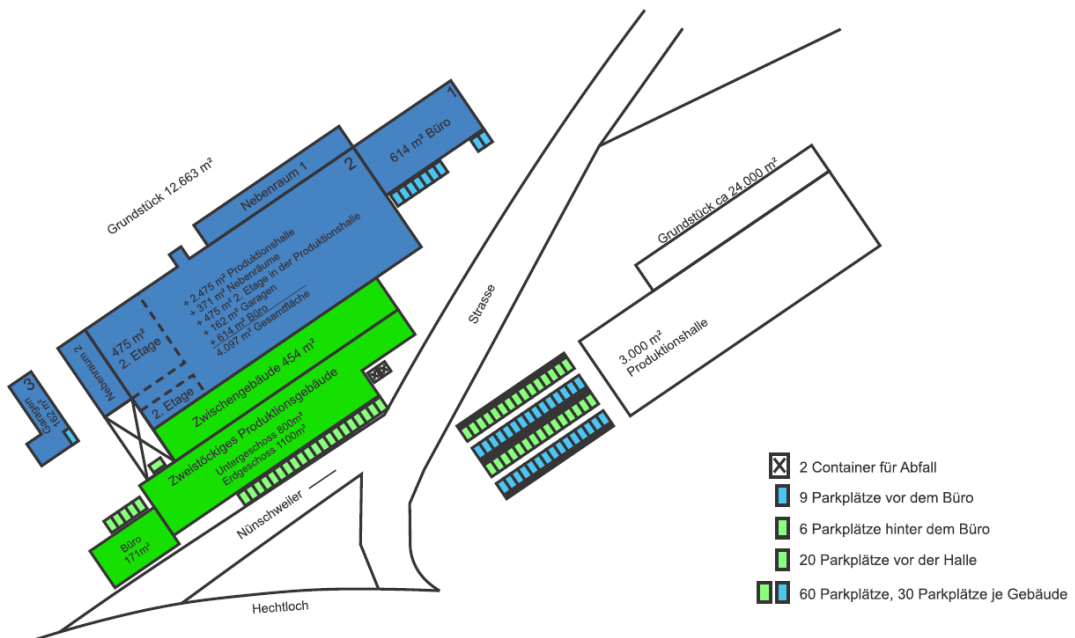 1
614 m² Büro
2
Nebenraum 1
Grundstück 12.663 m²
+ 2.475 m² Produktionshalle
+ 371 m² Nebenräume
+ 475 m² 2. Etage in der Produktionshalle
+ 162 m² Garagen
+ 614 m² Büro
4.097 m² Gesamtfläche
475 m²
2. Etage
Nebenraum 2
2. Etage
3
Garagen
162 m²
Zwischengebäude 454 m²
Zweistöckiges Produktionsgebäude
Untergeschoss 800m²
Erdgeschoss 1100m²
Büro
171m²
Nünschweiler
Hechtloch
Strasse
Grundstück ca 24.000 m²
3.000 m²
Produktionshalle
2 Container für Abfall
9 Parkplätze vor dem Büro
6 Parkplätze hinter dem Büro
20 Parkplätze vor der Halle
60 Parkplätze, 30 Parkplätze je Gebäude